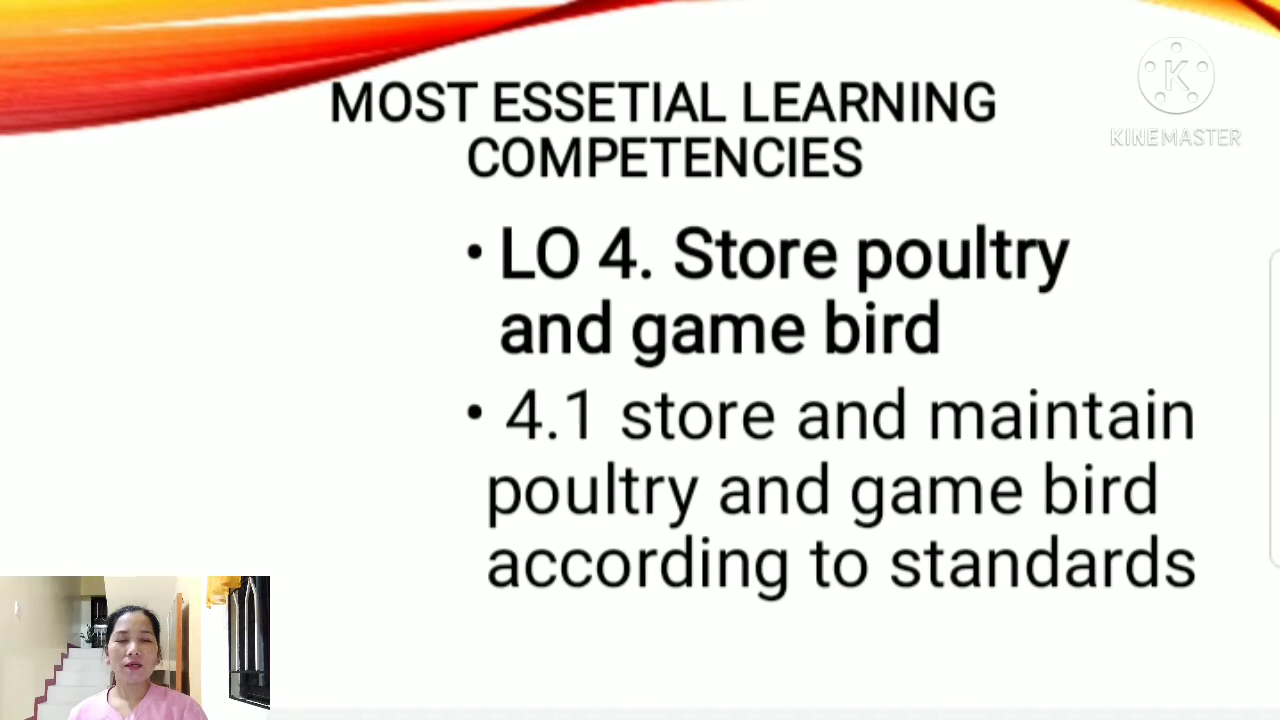 MOST ESSETIAL LEARNING
COMPETENCIES
K
KINEMASTER
• LO 4. Store poultry
and game bird
• 4.1 store and maintain
poultry and game bird
according to standards